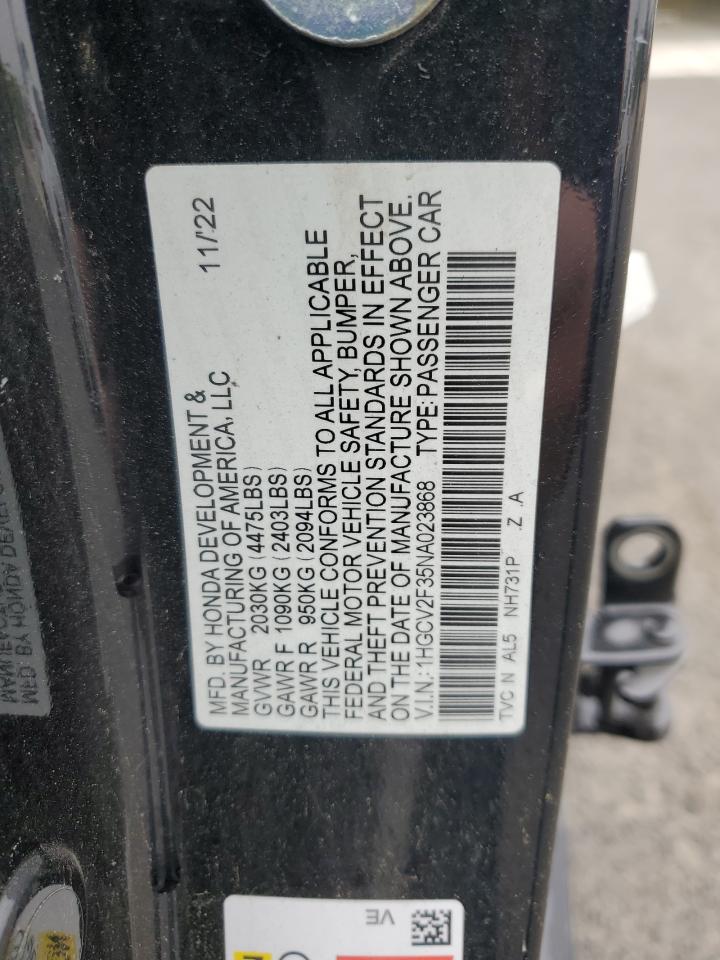 MFD. BY HONDA DEVELOPMENT & 11/'22
MANUFACTURING OF AMERICA, LLC
GVWR 2030KG (4475LBS)
GAWR F 1090KG (2403LBS)
GAWR R 950KG (2094LBS)
THIS VEHICLE CONFORMS TO ALL APPLICABLE
FEDERAL MOTOR VEHICLE SAFETY, BUMPER,
AND THEFT PREVENTION STANDARDS IN EFFECT
ON THE DATE OF MANUFACTURE SHOWN ABOVE.
V.I.N.: 1HGCV2F35NA023868 TYPE: PASSENGER CAR
TVC N AL5 NH731P .Z .A
VE